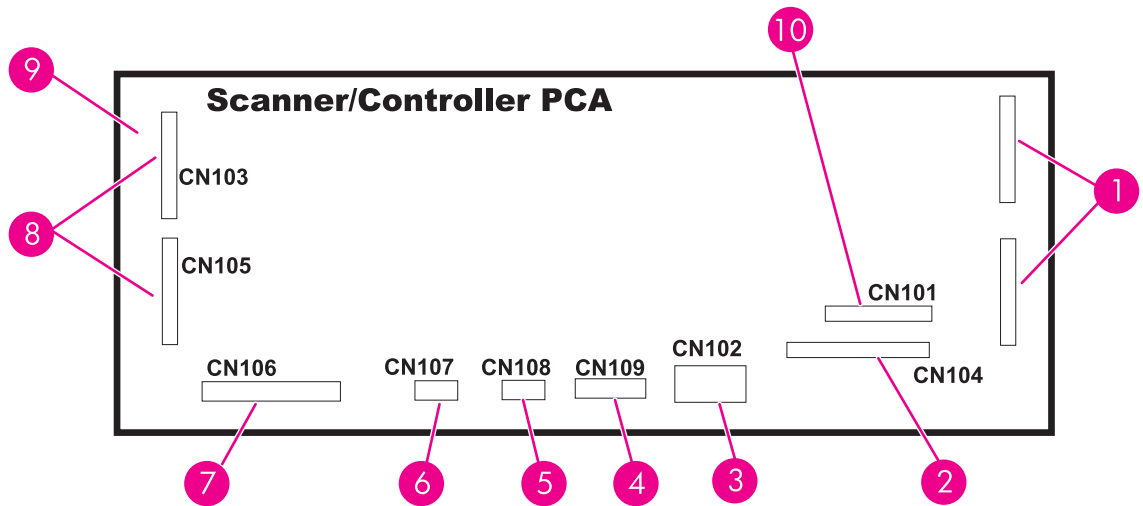 10
9
Scanner/Controller PCA
CN103
1
8
CN105
CN101
CN102
CN106
CN107
CN108
CN109
CN104
7
6
5
4
3
2